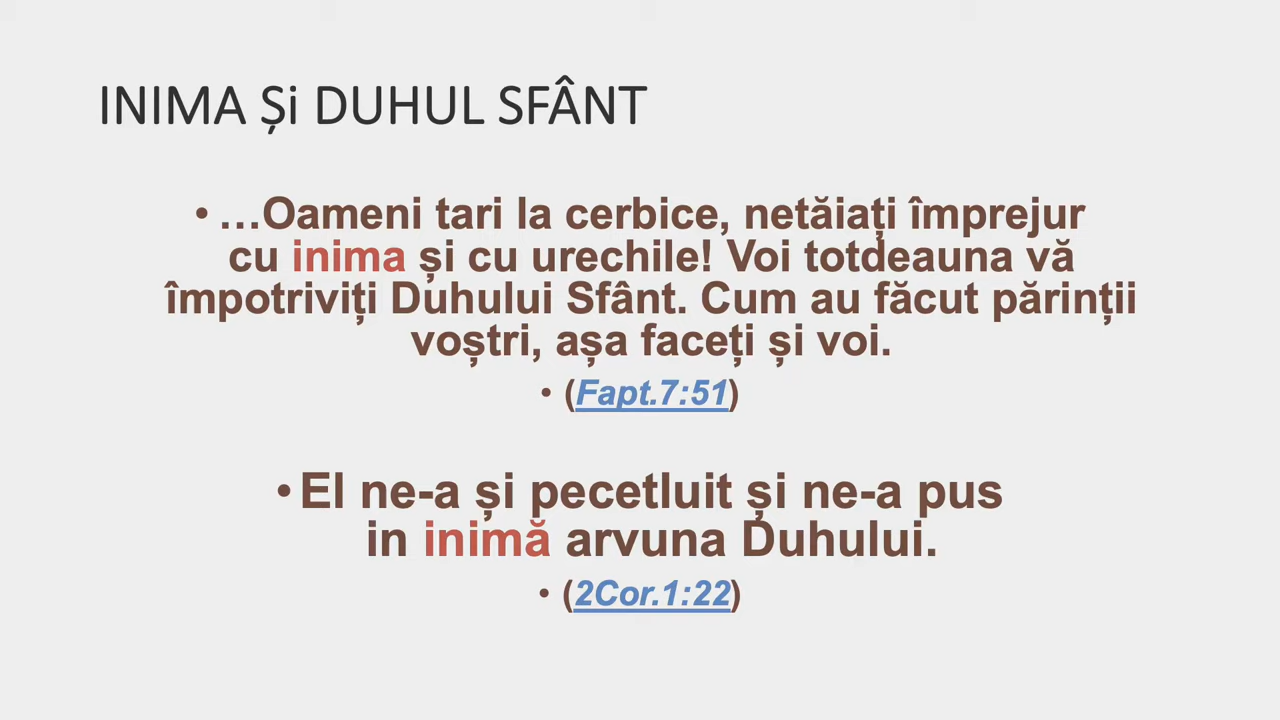 INIMA Și DUHUL SFÂNT
• …Oameni tari la cerbice, netăiați împrejur
cu inima și cu urechile! Voi totdeauna vă
împotriviți Duhului Sfânt. Cum au făcut părinții
voștri, așa faceți și voi.
• (Fapt.7:51)
• El ne-a și pecetluit și ne-a pus
in inimă arvuna Duhului.
• (2Cor.1:22)